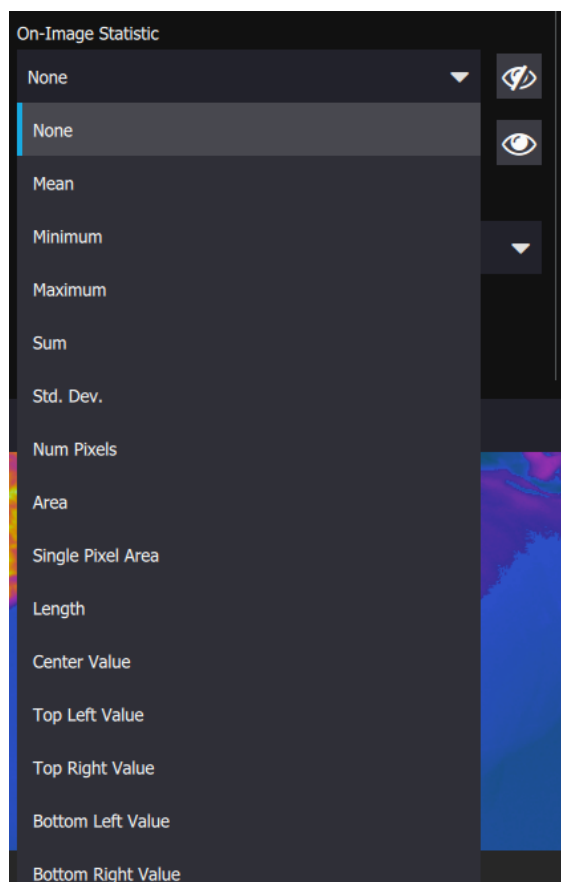 On-Image Statistic
None
None
Mean
Minimum
Maximum
Sum
Std. Dev.
Num Pixels
Area
Single Pixel Area
Length
Center Value
Top Left Value
Top Right Value
Bottom Left Value
Bottom Right Value